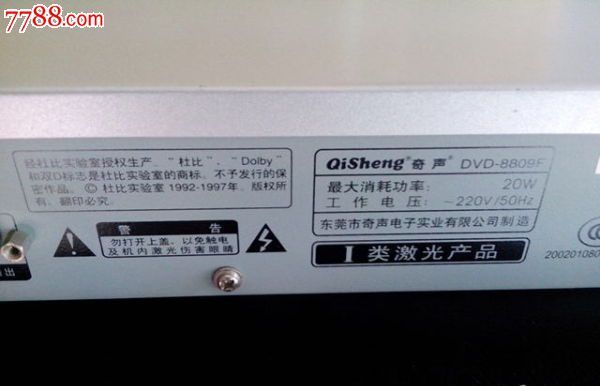 7788.com
经杜比实验室授权生产。“杜比”、“Dolby”
和双D标志是杜比实验室的商标。不予发行的保
密作品。© 杜比实验室 1992-1997年。版权所
有。翻印必究。
QiSheng® 奇声® DVD-8809F
最大消耗功率: 20W
工作电压: ~220V/50Hz
东莞市奇声电子实业有限公司制造
警 告
勿打开上盖，以免触电
及机内激光伤害眼睛
I 类激光产品
出
200201080